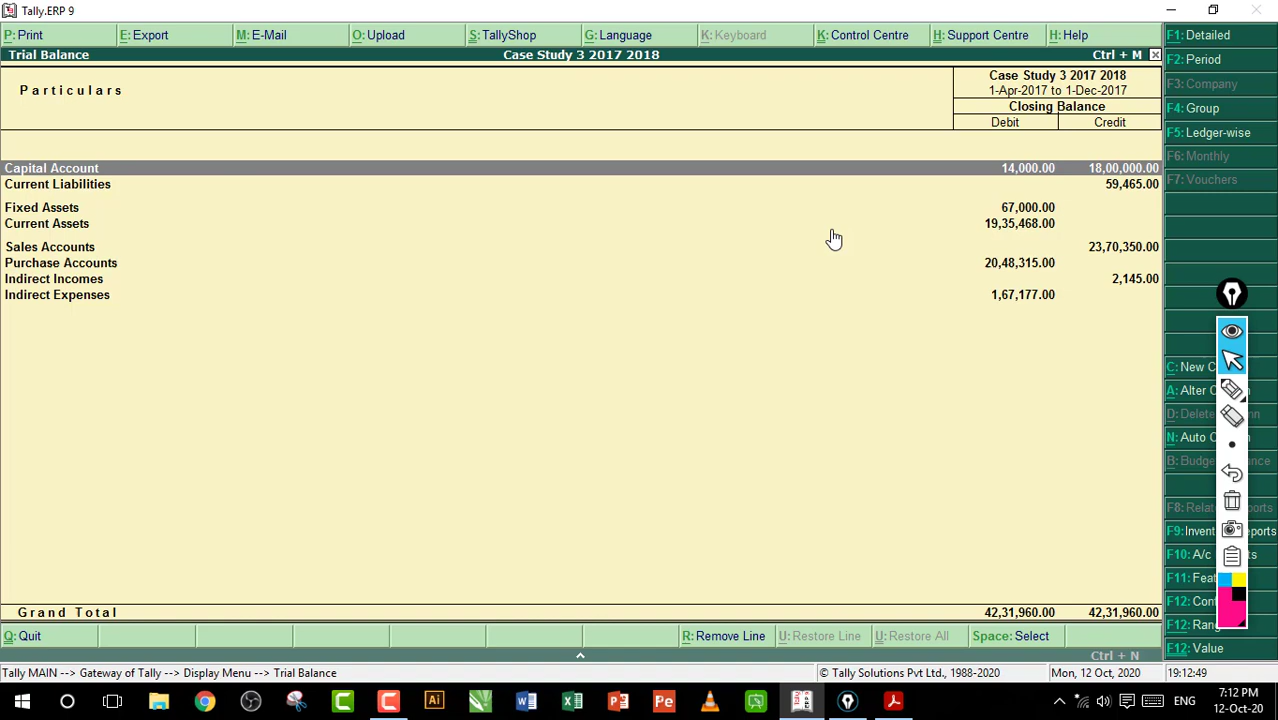 Tally.ERP 9
P: Print E: Export M: E-Mail O: Upload S: TallyShop G: Language K: Keyboard K: Control Centre H: Support Centre H: Help
Trial Balance Case Study 3 2017 2018 Ctrl + M
Particulars
Case Study 3 2017 2018
1-Apr-2017 to 1-Dec-2017
Closing Balance
Debit Credit
Capital Account 14,000.00 18,00,000.00
Current Liabilities 59,465.00
Fixed Assets 67,000.00
Current Assets 19,35,468.00
Sales Accounts 23,70,350.00
Purchase Accounts 20,48,315.00
Indirect Incomes 2,145.00
Indirect Expenses 1,67,177.00
Grand Total 42,31,960.00 42,31,960.00
F1: Detailed
F2: Period
F3: Company
F4: Group
F5: Ledger-wise
F6: Monthly
F7: Vouchers
C: New
A: Alter
N: Auto
F9: Invent
F10: A/c
F11:
F12:
F12:
F12: Value
Q: Quit R: Remove Line U: Restore Line U: Restore All Space: Select
Ctrl + N
Tally MAIN --> Gateway of Tally --> Display Menu --> Trial Balance © Tally Solutions Pvt Ltd., 1988-2020 Mon, 12 Oct, 2020 19:12:49
ENG 7:12 PM
12-Oct-20